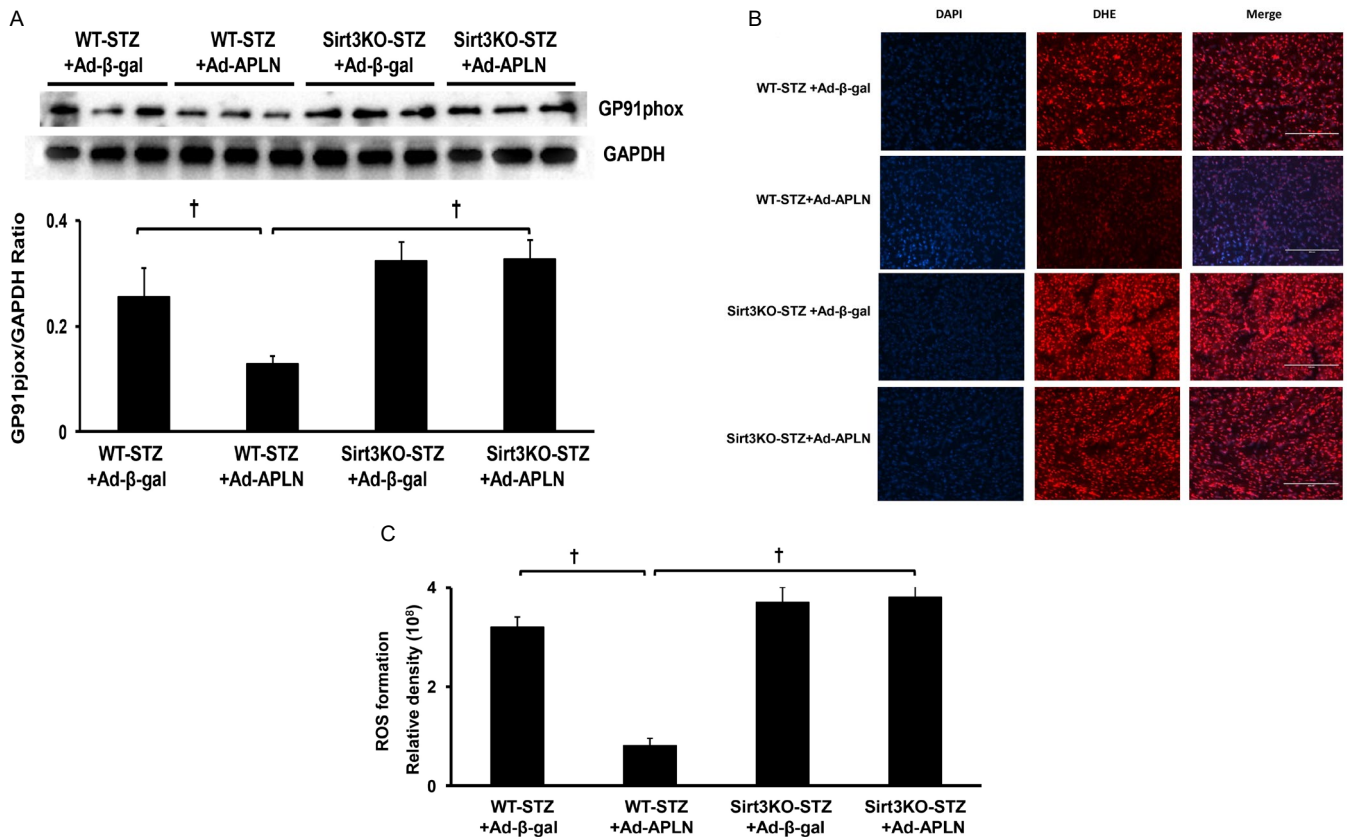 A
WT-STZ WT-STZ Sirt3KO-STZ Sirt3KO-STZ
+Ad-β-gal +Ad-APLN +Ad-β-gal +Ad-APLN
GP91phox
GAPDH
† †
GP91pjox/GAPDH Ratio
0.4
0.2
0
WT-STZ WT-STZ Sirt3KO-STZ Sirt3KO-STZ
+Ad-β-gal +Ad-APLN +Ad-β-gal +Ad-APLN
B
DAPI DHE Merge
WT-STZ +Ad-β-gal
WT-STZ+Ad-APLN
Sirt3KO-STZ +Ad-β-gal
Sirt3KO-STZ+Ad-APLN
C
† †
ROS formation
Relative density (10⁸)
4
2
0
WT-STZ WT-STZ Sirt3KO-STZ Sirt3KO-STZ
+Ad-β-gal +Ad-APLN +Ad-β-gal +Ad-APLN